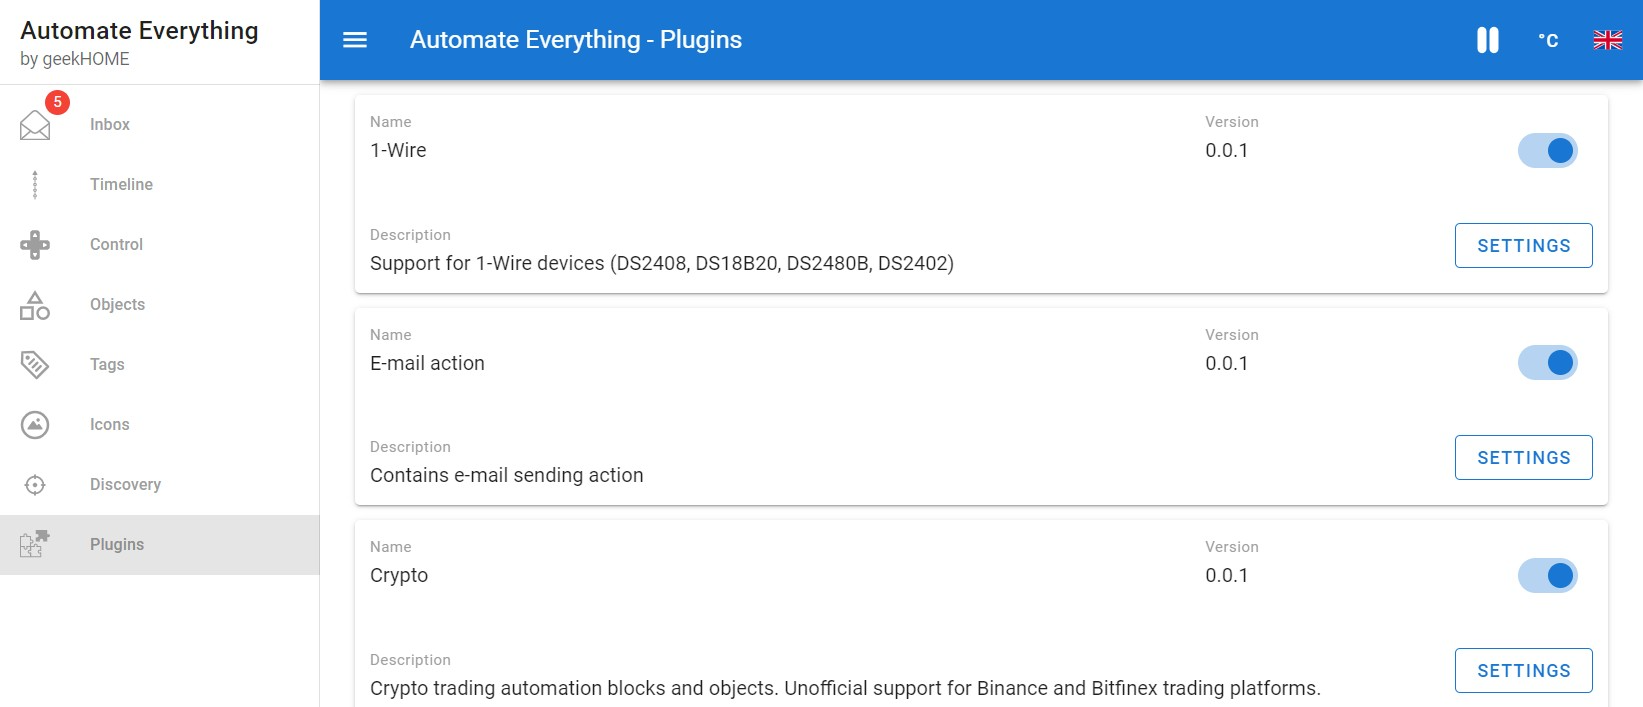 Automate Everything
by geekHOME
5
Inbox
Timeline
Control
Objects
Tags
Icons
Discovery
Plugins
Automate Everything - Plugins
°C
Name
Version
1-Wire
0.0.1
Description
Support for 1-Wire devices (DS2408, DS18B20, DS2480B, DS2402)
SETTINGS
Name
Version
E-mail action
0.0.1
Description
Contains e-mail sending action
SETTINGS
Name
Version
Crypto
0.0.1
Description
Crypto trading automation blocks and objects. Unofficial support for Binance and Bitfinex trading platforms.
SETTINGS